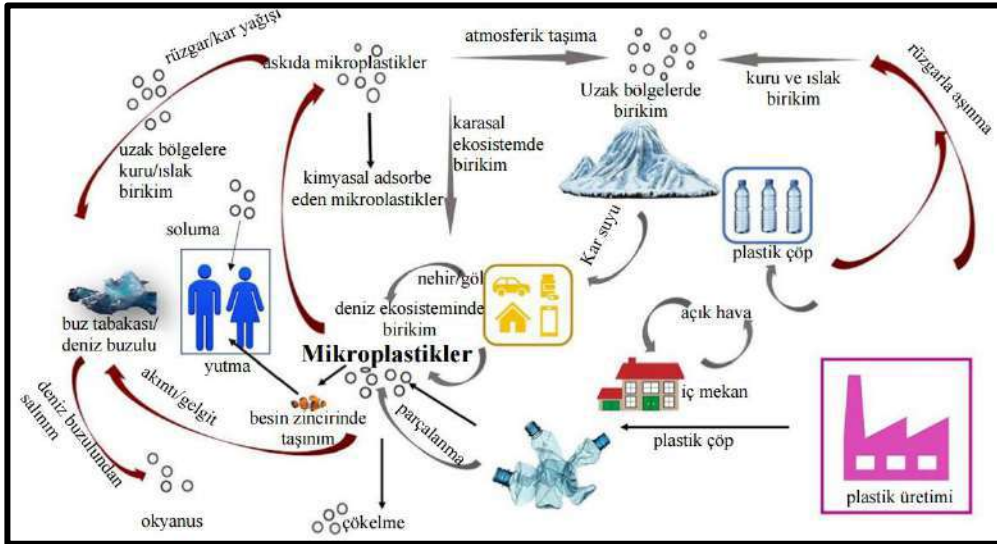 rüzgar/kar yağışı
askıda mikroplastikler
atmosferik taşıma
Uzak bölgelerde
birikim
kuru ve ıslak
birikim
rüzgarla aşınma
uzak bölgelere
kuru/ıslak
birikim
karasal
ekosistemde
birikim
kimyasal adsorbe
eden mikroplastikler
soluma
plastik çöp
Kar suyu
nehir/göl
deniz ekosisteminde
birikim
açık hava
buz tabakası/
deniz buzulu
yutma
Mikroplastikler
iç mekan
akıntı/gelgit
deniz buzulundan
salınım
besin zincirinde
taşınım
parçalanma
plastik çöp
plastik üretimi
okyanus
çökelme